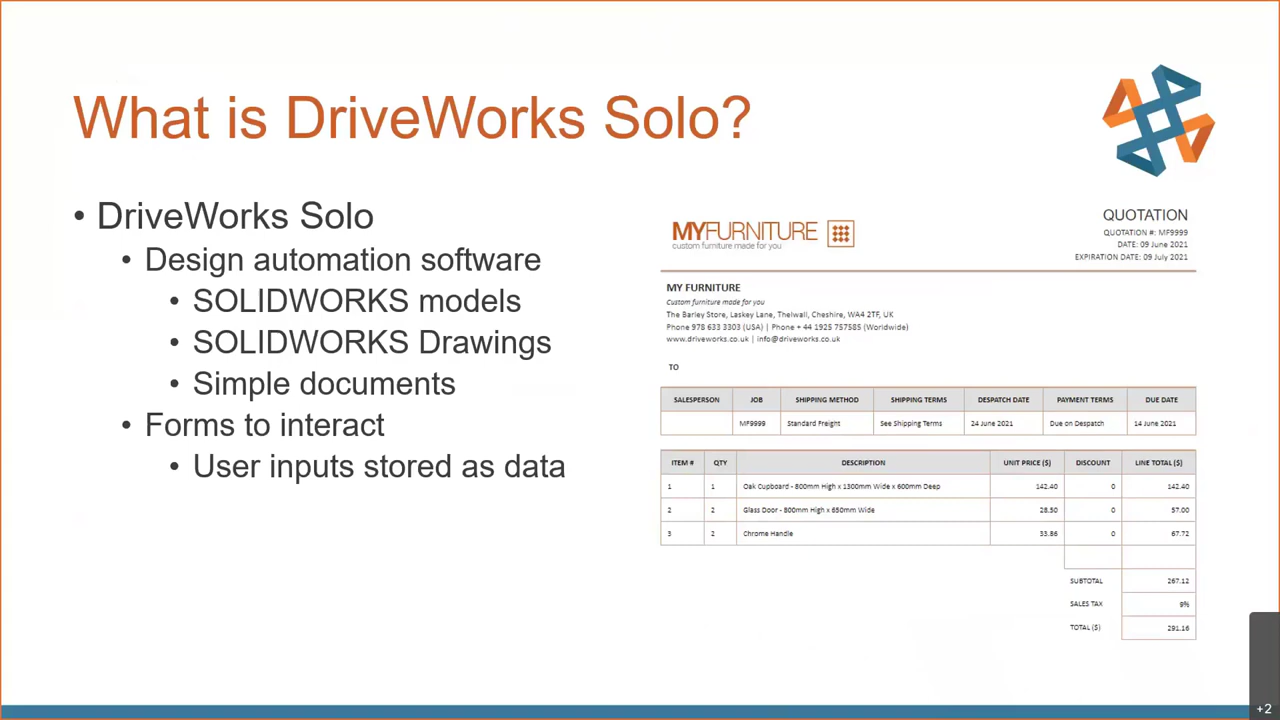 What is DriveWorks Solo?
• DriveWorks Solo
• Design automation software
• SOLIDWORKS models
• SOLIDWORKS Drawings
• Simple documents
• Forms to interact
• User inputs stored as data
MYFURNITURE
custom furniture made for you
QUOTATION
QUOTATION #: MF9999
DATE: 09 June 2021
EXPIRATION DATE: 09 July 2021
MY FURNITURE
Custom furniture made for you
The Barley Store, Laskey Lane, Thelwall, Cheshire, WA4 2TF, UK
Phone 978 633 3303 (USA) | Phone + 44 1925 757585 (Worldwide)
www.driveworks.co.uk | info@driveworks.co.uk
TO
SALESPERSON JOB SHIPPING METHOD SHIPPING TERMS DESPATCH DATE PAYMENT TERMS DUE DATE
MF9999 Standard Freight See Shipping Terms 24 June 2021 Due on Despatch 14 June 2021
ITEM # QTY DESCRIPTION UNIT PRICE ($) DISCOUNT LINE TOTAL ($)
1 1 Oak Cupboard - 800mm High x 1300mm Wide x 600mm Deep 142.40 0 142.40
2 2 Glass Door - 800mm High x 650mm Wide 28.50 0 57.00
3 2 Chrome Handle 33.86 0 67.72
SUBTOTAL 267.12
SALES TAX 9%
TOTAL ($) 291.16
+2